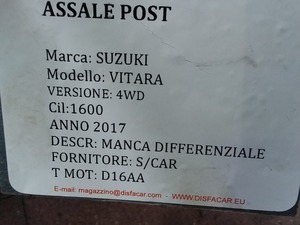 ASSALE POST
Marca: SUZUKI
Modello: VITARA
VERSIONE: 4WD
Cil:1600
ANNO 2017
DESCR: MANCA DIFFERENZIALE
FORNITORE: S/CAR
T MOT: D16AA
E-mail: magazzino@disfacar.com - www.DISFACAR.EU